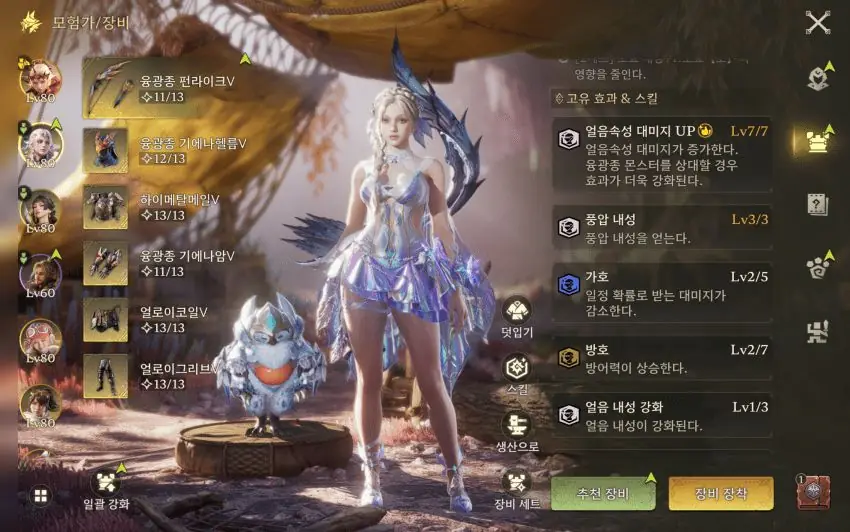 모험가/장비
Lv80
Lv80
Lv80
Lv60
Lv80
Lv80
융광종 펀라이크Ⅴ
11/13
융광종 기에나헬름Ⅴ
12/13
하이메탈메일Ⅴ
13/13
융광종 기에나암Ⅴ
11/13
얼로이코일Ⅴ
13/13
얼로이그리브Ⅴ
13/13
일괄 강화
덧입기
스킬
생산으로
장비 세트
영향을 줄인다.
고유 효과 & 스킬
얼음속성 대미지 UP Lv7/7
얼음속성 대미지가 증가한다.
융광종 몬스터를 상대할 경우
효과가 더욱 강화된다.
풍압 내성 Lv3/3
풍압 내성을 얻는다.
가호 Lv2/5
일정 확률로 받는 대미지가
감소한다.
방호 Lv2/7
방어력이 상승한다.
얼음 내성 강화 Lv1/3
얼음 내성이 강화된다.
추천 장비
장비 장착
1